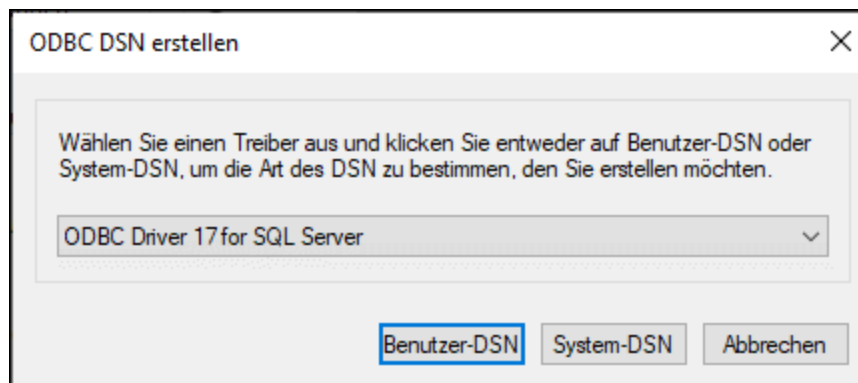 ODBC DSN erstellen
Wählen Sie einen Treiber aus und klicken Sie entweder auf Benutzer-DSN oder
System-DSN, um die Art des DSN zu bestimmen, den Sie erstellen möchten.
ODBC Driver 17 for SQL Server
Benutzer-DSN System-DSN Abbrechen